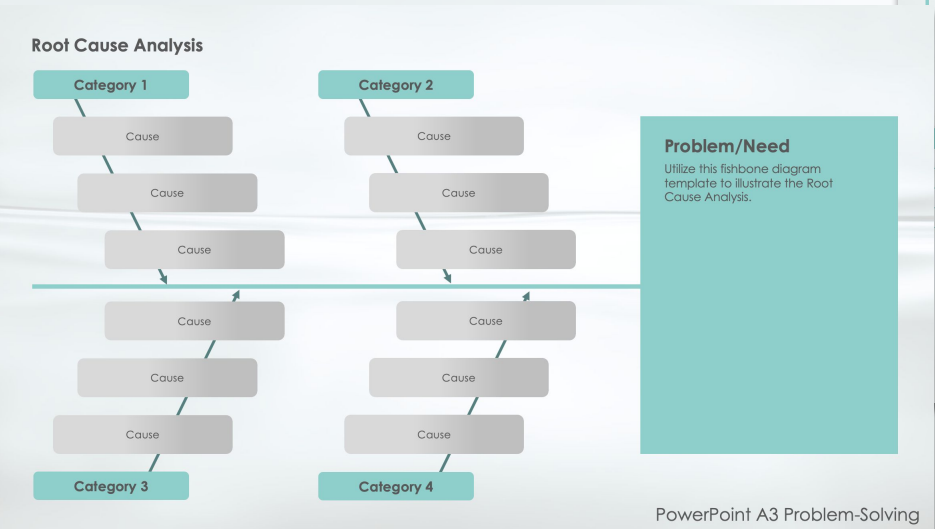 Root Cause Analysis
Category 1
Category 2
Cause
Cause
Problem/Need
Utilize this fishbone diagram
template to illustrate the Root
Cause Analysis.
Cause
Cause
Cause
Cause
Cause
Cause
Cause
Cause
Cause
Cause
Category 3
Category 4
PowerPoint A3 Problem-Solving